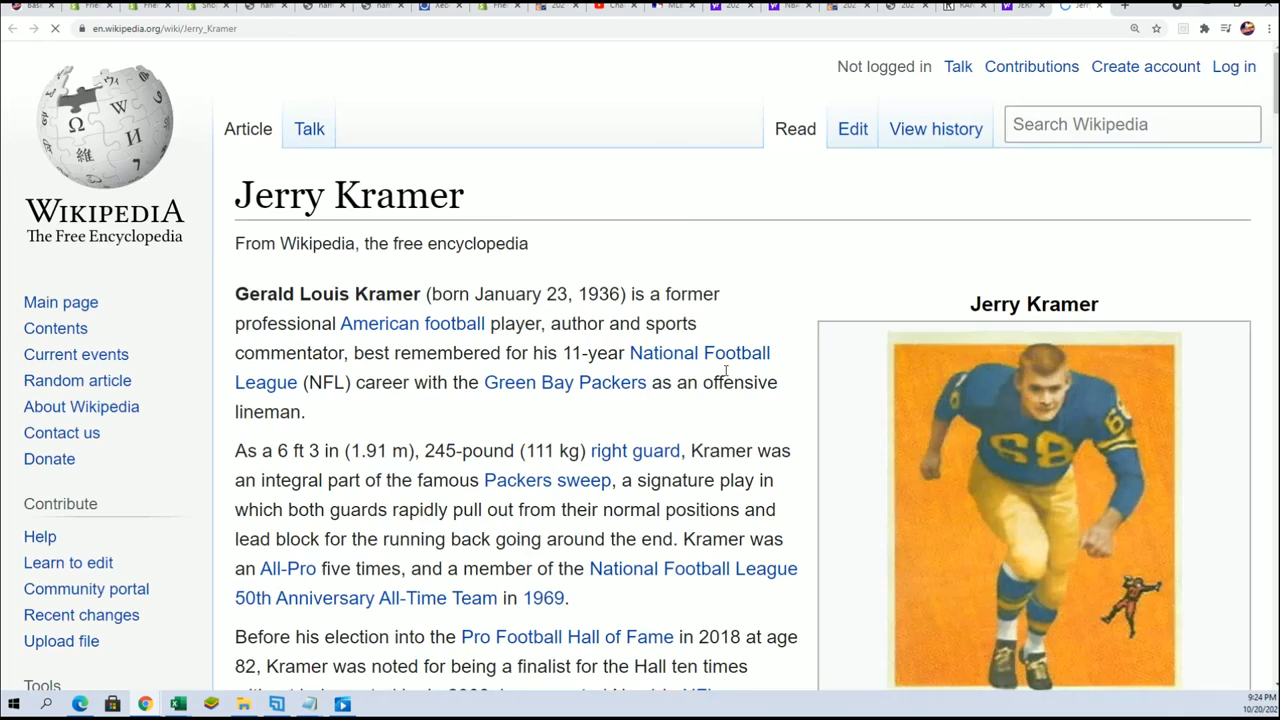 en.wikipedia.org/wiki/Jerry_Kramer
Not logged in Talk Contributions Create account Log in
Article Talk Read Edit View history Search Wikipedia
WIKIPEDIA
The Free Encyclopedia
Main page
Contents
Current events
Random article
About Wikipedia
Contact us
Donate
Contribute
Help
Learn to edit
Community portal
Recent changes
Upload file
Tools
Jerry Kramer
From Wikipedia, the free encyclopedia
Gerald Louis Kramer (born January 23, 1936) is a former
professional American football player, author and sports
commentator, best remembered for his 11-year National Football
League (NFL) career with the Green Bay Packers as an offensive
lineman.
As a 6 ft 3 in (1.91 m), 245-pound (111 kg) right guard, Kramer was
an integral part of the famous Packers sweep, a signature play in
which both guards rapidly pull out from their normal positions and
lead block for the running back going around the end. Kramer was
an All-Pro five times, and a member of the National Football League
50th Anniversary All-Time Team in 1969.
Before his election into the Pro Football Hall of Fame in 2018 at age
82, Kramer was noted for being a finalist for the Hall ten times
Jerry Kramer
68
68
9:24 PM
10/20/202